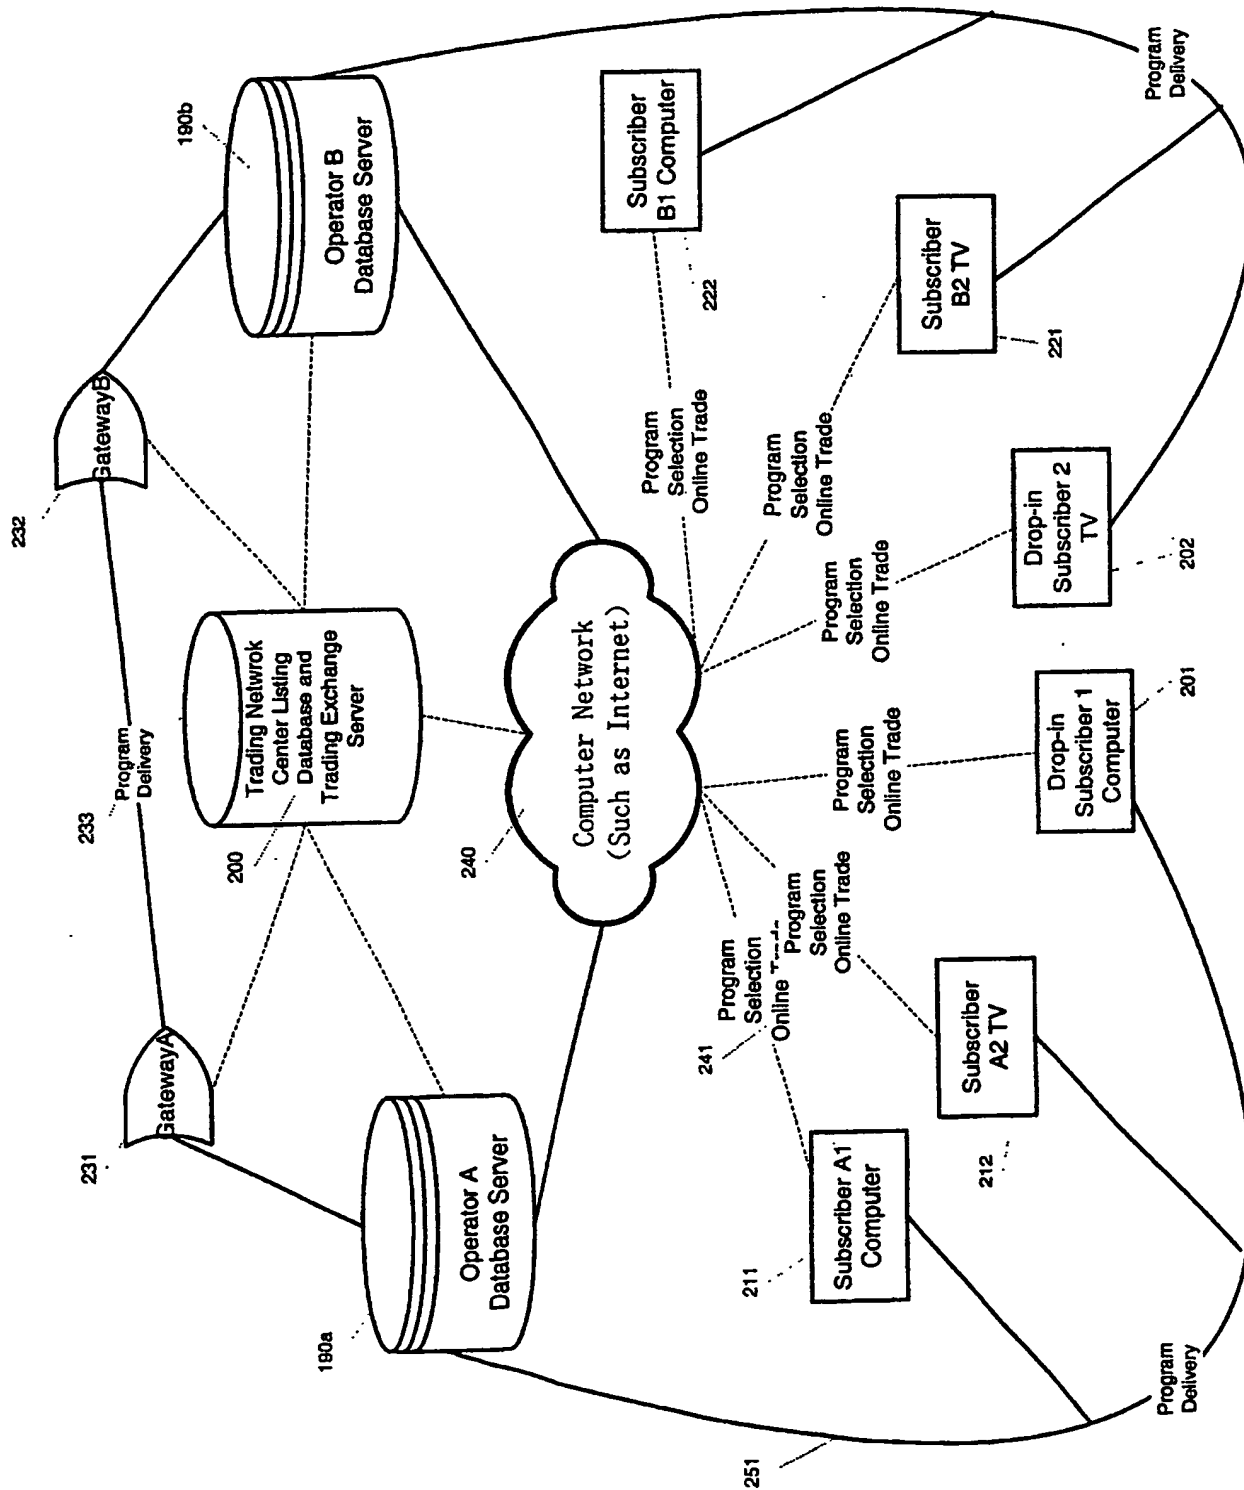 232
190b
GatewayB
Operator B
Database Server
233
Program
Delivery
Trading Netwrok
Center Listing
Database and
Trading Exchange
Server
200
231
GatewayA
190a
Operator A
Database Server
240
Computer Network
(Such as Internet)
Program
Selection
Online Trade
222
Subscriber
B1 Computer
Program
Selection
Online Trade
221
Subscriber
B2 TV
Program
Selection
Online Trade
202
Drop-in
Subscriber 2
TV
Program
Selection
Online Trade
201
Drop-in
Subscriber 1
Computer
Program
Selection
Online Trade
212
Subscriber
A2 TV
241
Program
Selection
Online
211
Subscriber A1
Computer
251
Program
Delivery
Program
Delivery